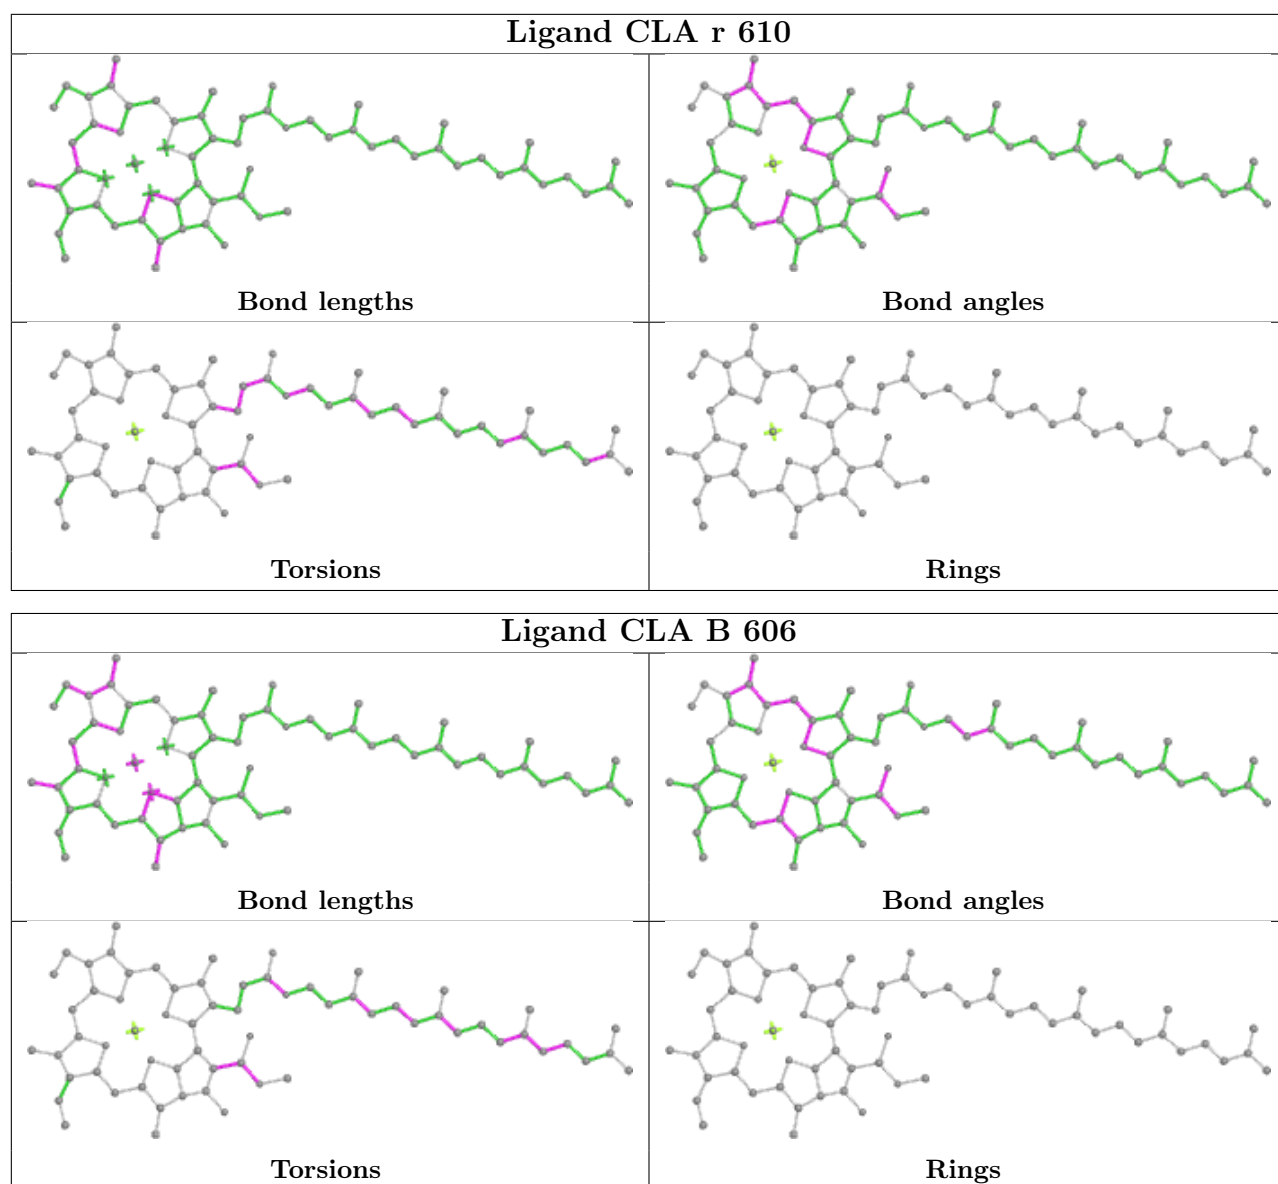 Ligand CLA r 610
Bond lengths
Bond angles
Torsions
Rings
Ligand CLA B 606
Bond lengths
Bond angles
Torsions
Rings